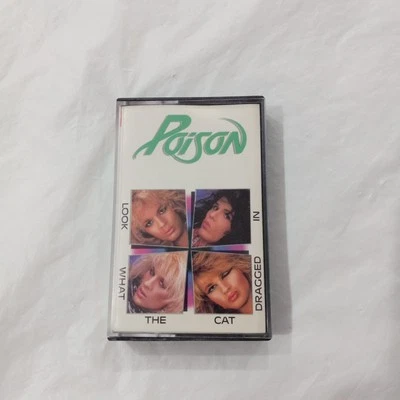 POISON
LOOK
WHAT
THE
CAT
DRAGGED
IN